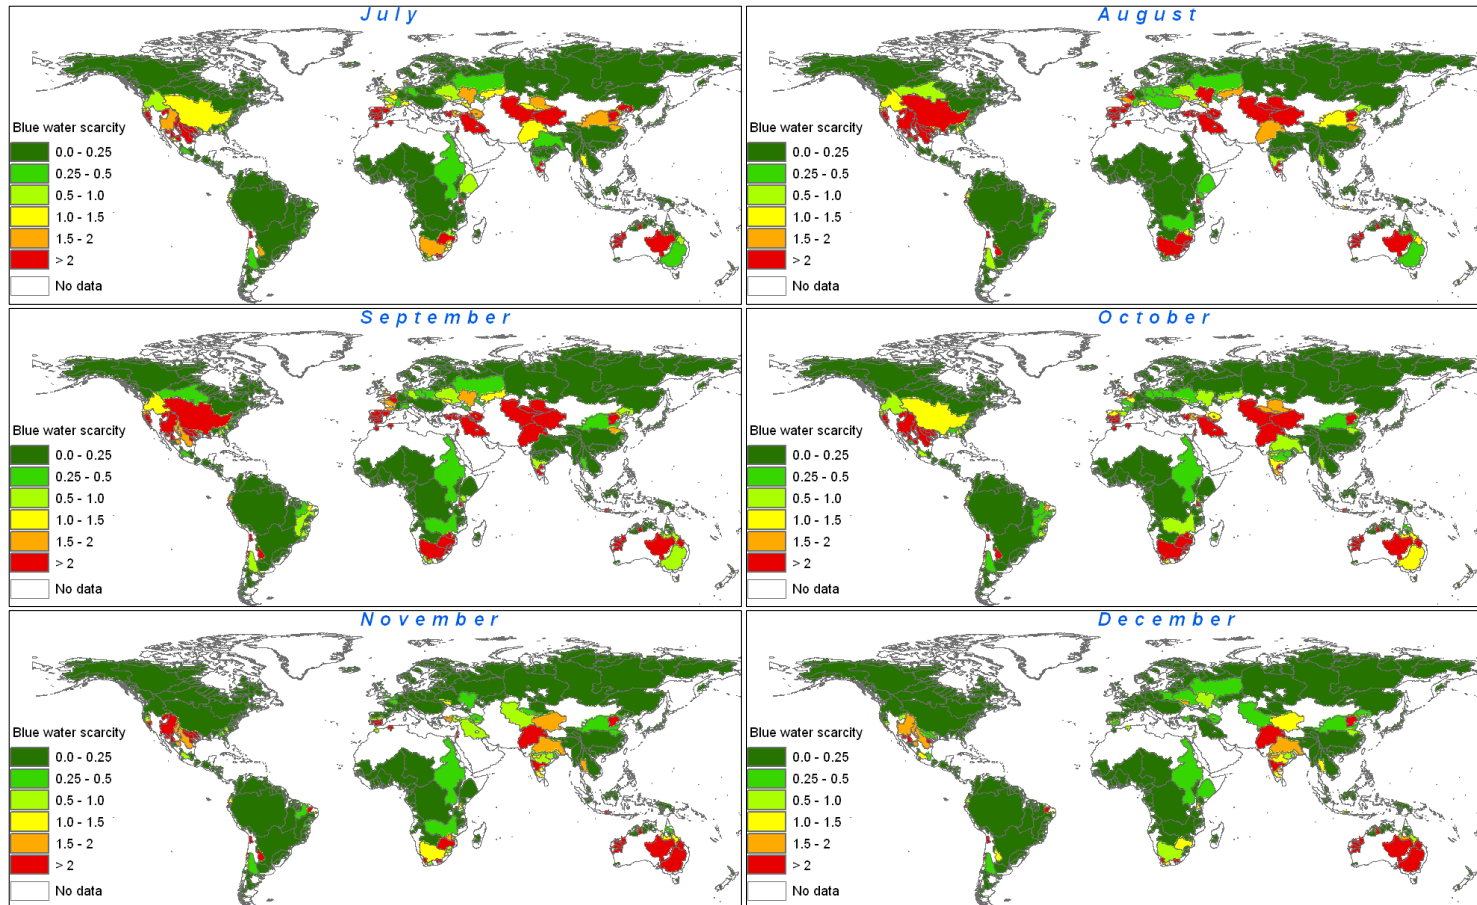 July
Blue water scarcity
0.0 - 0.25
0.25 - 0.5
0.5 - 1.0
1.0 - 1.5
1.5 - 2
> 2
No data
August
Blue water scarcity
0.0 - 0.25
0.25 - 0.5
0.5 - 1.0
1.0 - 1.5
1.5 - 2
> 2
No data
September
Blue water scarcity
0.0 - 0.25
0.25 - 0.5
0.5 - 1.0
1.0 - 1.5
1.5 - 2
> 2
No data
October
Blue water scarcity
0.0 - 0.25
0.25 - 0.5
0.5 - 1.0
1.0 - 1.5
1.5 - 2
> 2
No data
November
Blue water scarcity
0.0 - 0.25
0.25 - 0.5
0.5 - 1.0
1.0 - 1.5
1.5 - 2
> 2
No data
December
Blue water scarcity
0.0 - 0.25
0.25 - 0.5
0.5 - 1.0
1.0 - 1.5
1.5 - 2
> 2
No data